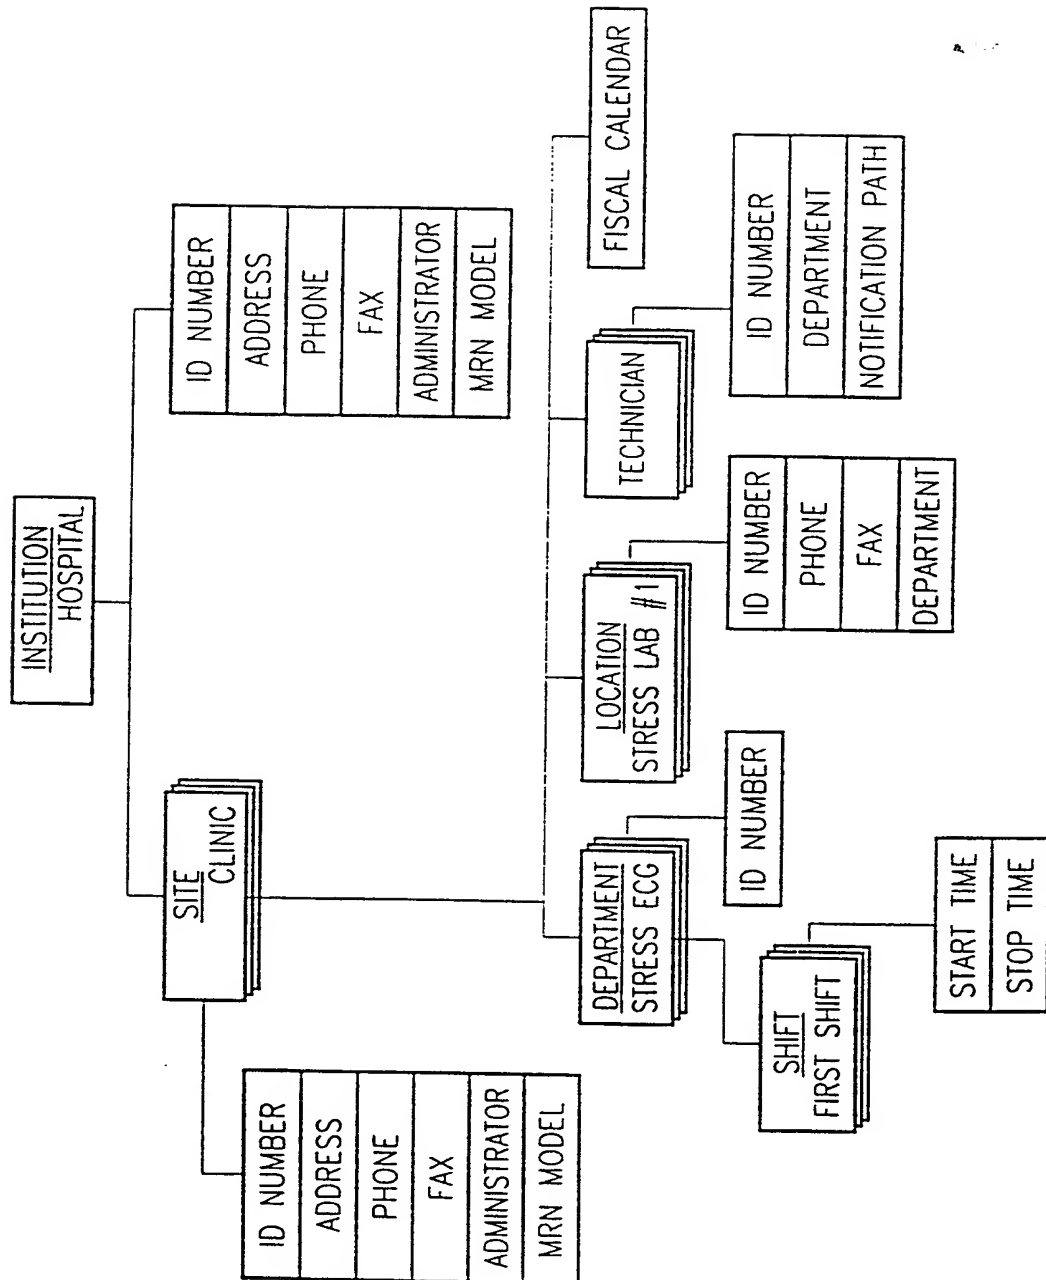 INSTITUTION
HOSPITAL
SITE
CLINIC
ID NUMBER
ADDRESS
PHONE
FAX
ADMINISTRATOR
MRN MODEL
ID NUMBER
ADDRESS
PHONE
FAX
ADMINISTRATOR
MRN MODEL
DEPARTMENT
STRESS ECG
LOCATION
STRESS LAB #1
TECHNICIAN
FISCAL CALENDAR
ID NUMBER
ID NUMBER
PHONE
FAX
DEPARTMENT
ID NUMBER
DEPARTMENT
NOTIFICATION PATH
SHIFT
FIRST SHIFT
START TIME
STOP TIME